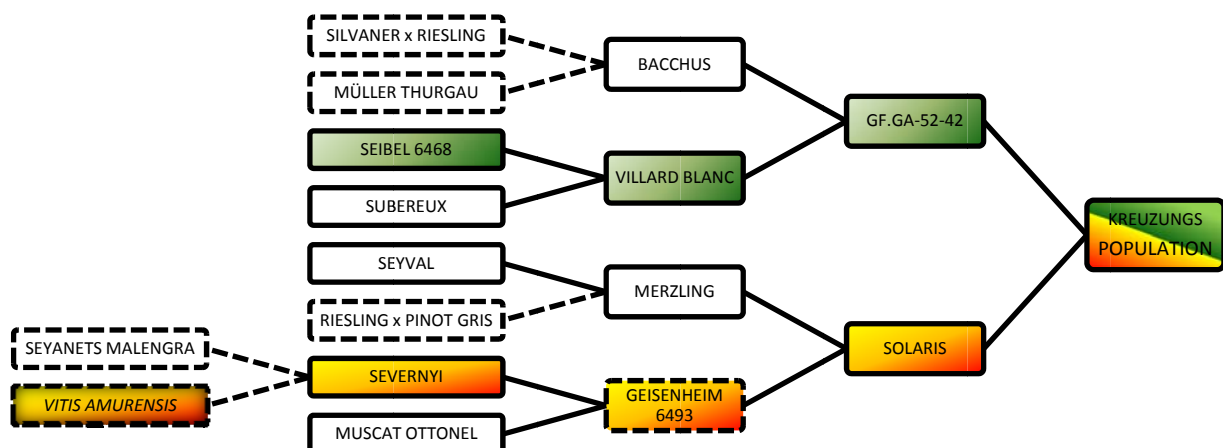 SILVANER x RIESLING
BACCHUS
MÜLLER THURGAU
GF.GA-52-42
SEIBEL 6468
VILLARD BLANC
SUBEREUX
KREUZUNGS
POPULATION
SEYVAL
MERZLING
RIESLING x PINOT GRIS
SEYANETS MALENGRA
SOLARIS
SEVERNYI
VITIS AMURENSIS
GEISENHEIM
6493
MUSCAT OTTONEL